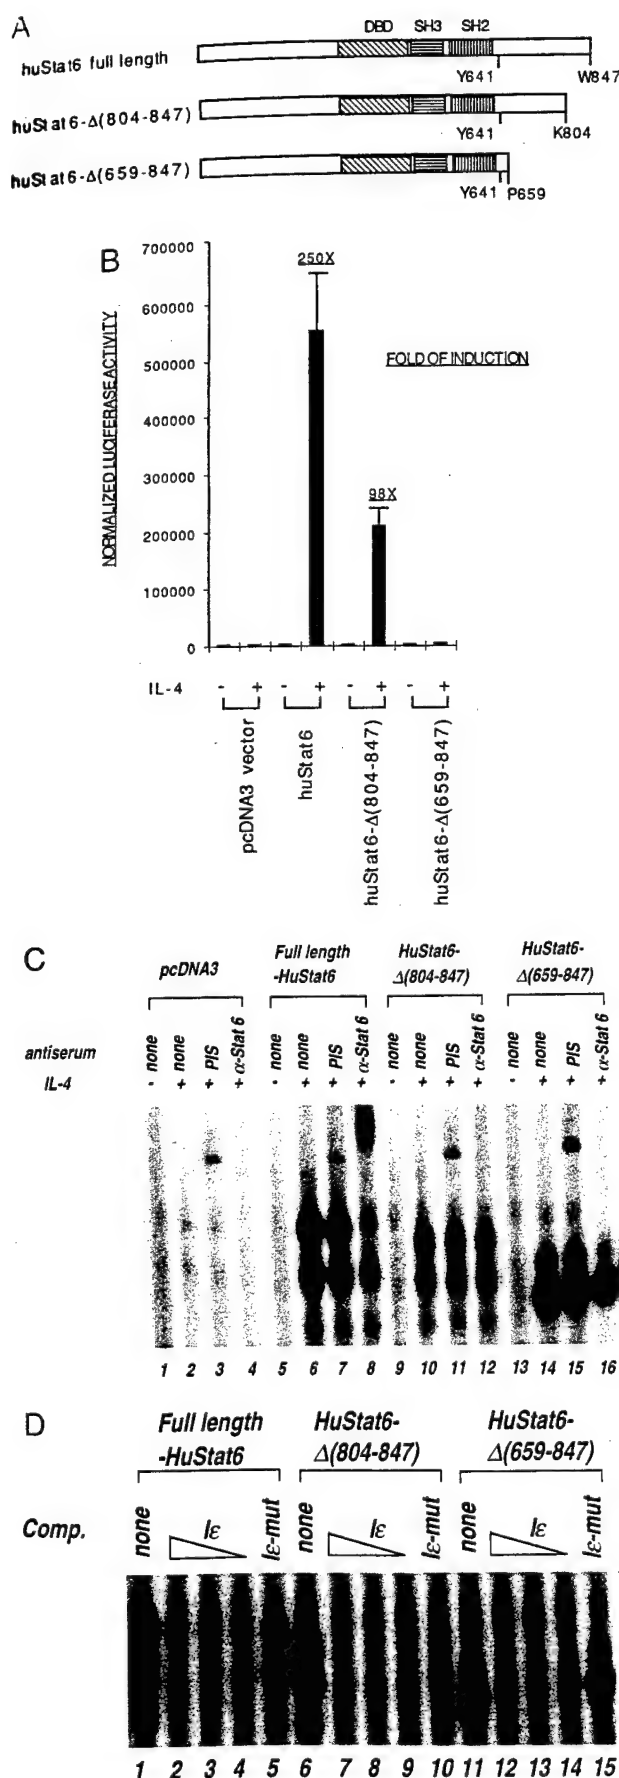 A
DBD SH3 SH2
huStat6 full length
Y641 W847
huStat6-Δ(804-847)
Y641 K804
huStat6-Δ(659-847)
Y641 P659
B
NORMALIZED LUCIFERASE ACTIVITY
700000
600000
500000
400000
300000
200000
100000
0
250X
98X
FOLD OF INDUCTION
IL-4 - + - + - + - +
pcDNA3 vector
huStat6
huStat6-Δ(804-847)
huStat6-Δ(659-847)
C
pcDNA3
Full length
-HuStat6
HuStat6-
Δ(804-847)
HuStat6-
Δ(659-847)
antiserum none none PIS α-Stat 6 none none PIS α-Stat 6 none none PIS α-Stat 6 none none PIS α-Stat 6
IL-4 - + + + - + + + - + + + - + + +
1 2 3 4 5 6 7 8 9 10 11 12 13 14 15 16
D
Full length
-HuStat6
HuStat6-
Δ(804-847)
HuStat6-
Δ(659-847)
Comp. none Iε Iε-mut none Iε Iε-mut none Iε Iε-mut
1 2 3 4 5 6 7 8 9 10 11 12 13 14 15